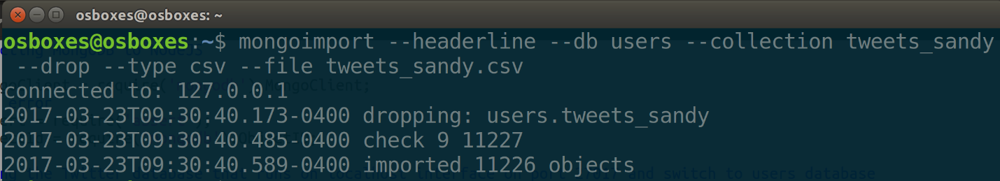 osboxes@osboxes: ~
osboxes@osboxes:~$ mongoimport --headerline --db users --collection tweets_sandy
--drop --type csv --file tweets_sandy.csv
connected to: 127.0.0.1
2017-03-23T09:30:40.173-0400 dropping: users.tweets_sandy
2017-03-23T09:30:40.485-0400 check 9 11227
2017-03-23T09:30:40.589-0400 imported 11226 objects